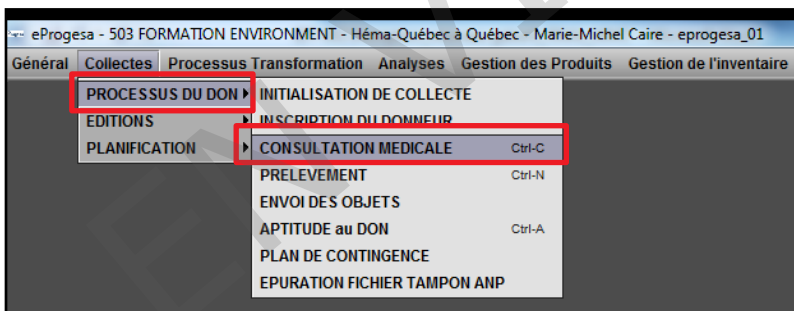 eProgesa - 503 FORMATION ENVIRONMENT - Héma-Québec à Québec - Marie-Michel Caire - eprogesa_01
Général Collectes Processus Transformation Analyses Gestion des Produits Gestion de l'inventaire
PROCESSUS DU DON INITIALISATION DE COLLECTE
EDITIONS INSCRIPTION DU DONNEUR
PLANIFICATION CONSULTATION MEDICALE Ctrl-C
PRELEVEMENT Ctrl-N
ENVOI DES OBJETS
APTITUDE au DON Ctrl-A
PLAN DE CONTINGENCE
EPURATION FICHIER TAMPON ANP